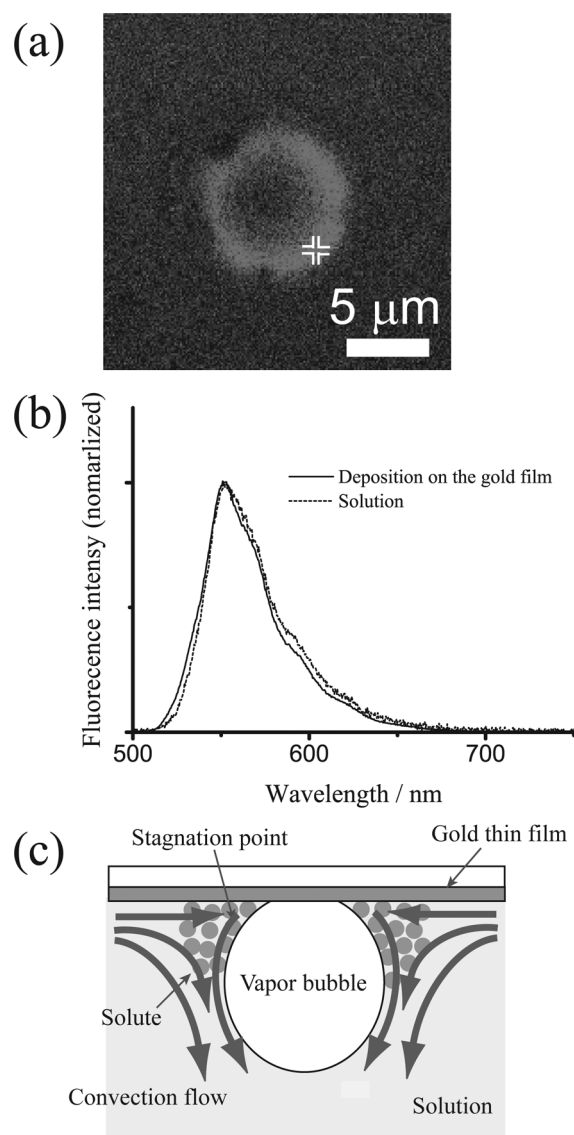 (a)
5 μm
(b)
Fluorecence intensy (nomarlized)
Deposition on the gold film
Solution
500
600
700
Wavelength / nm
(c)
Stagnation point
Gold thin film
Vapor bubble
Solute
Convection flow
Solution